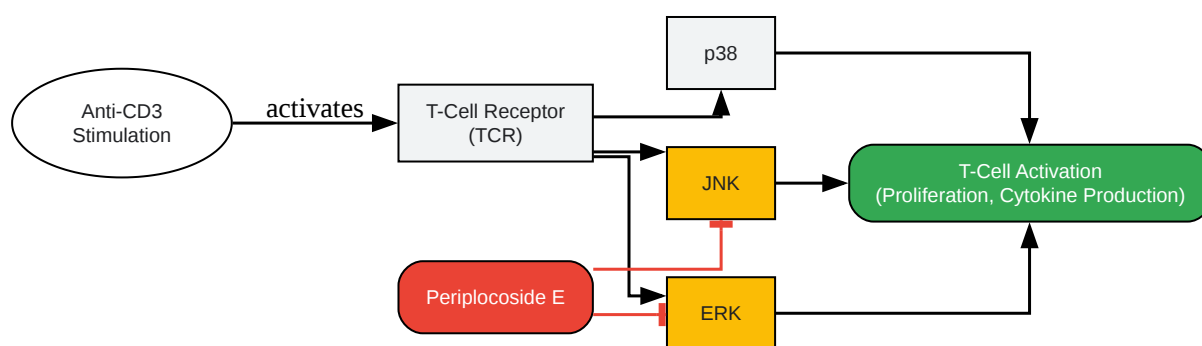 Anti-CD3
Stimulation
activates
T-Cell Receptor
(TCR)
p38
JNK
T-Cell Activation
(Proliferation, Cytokine Production)
Periplocoside E
ERK